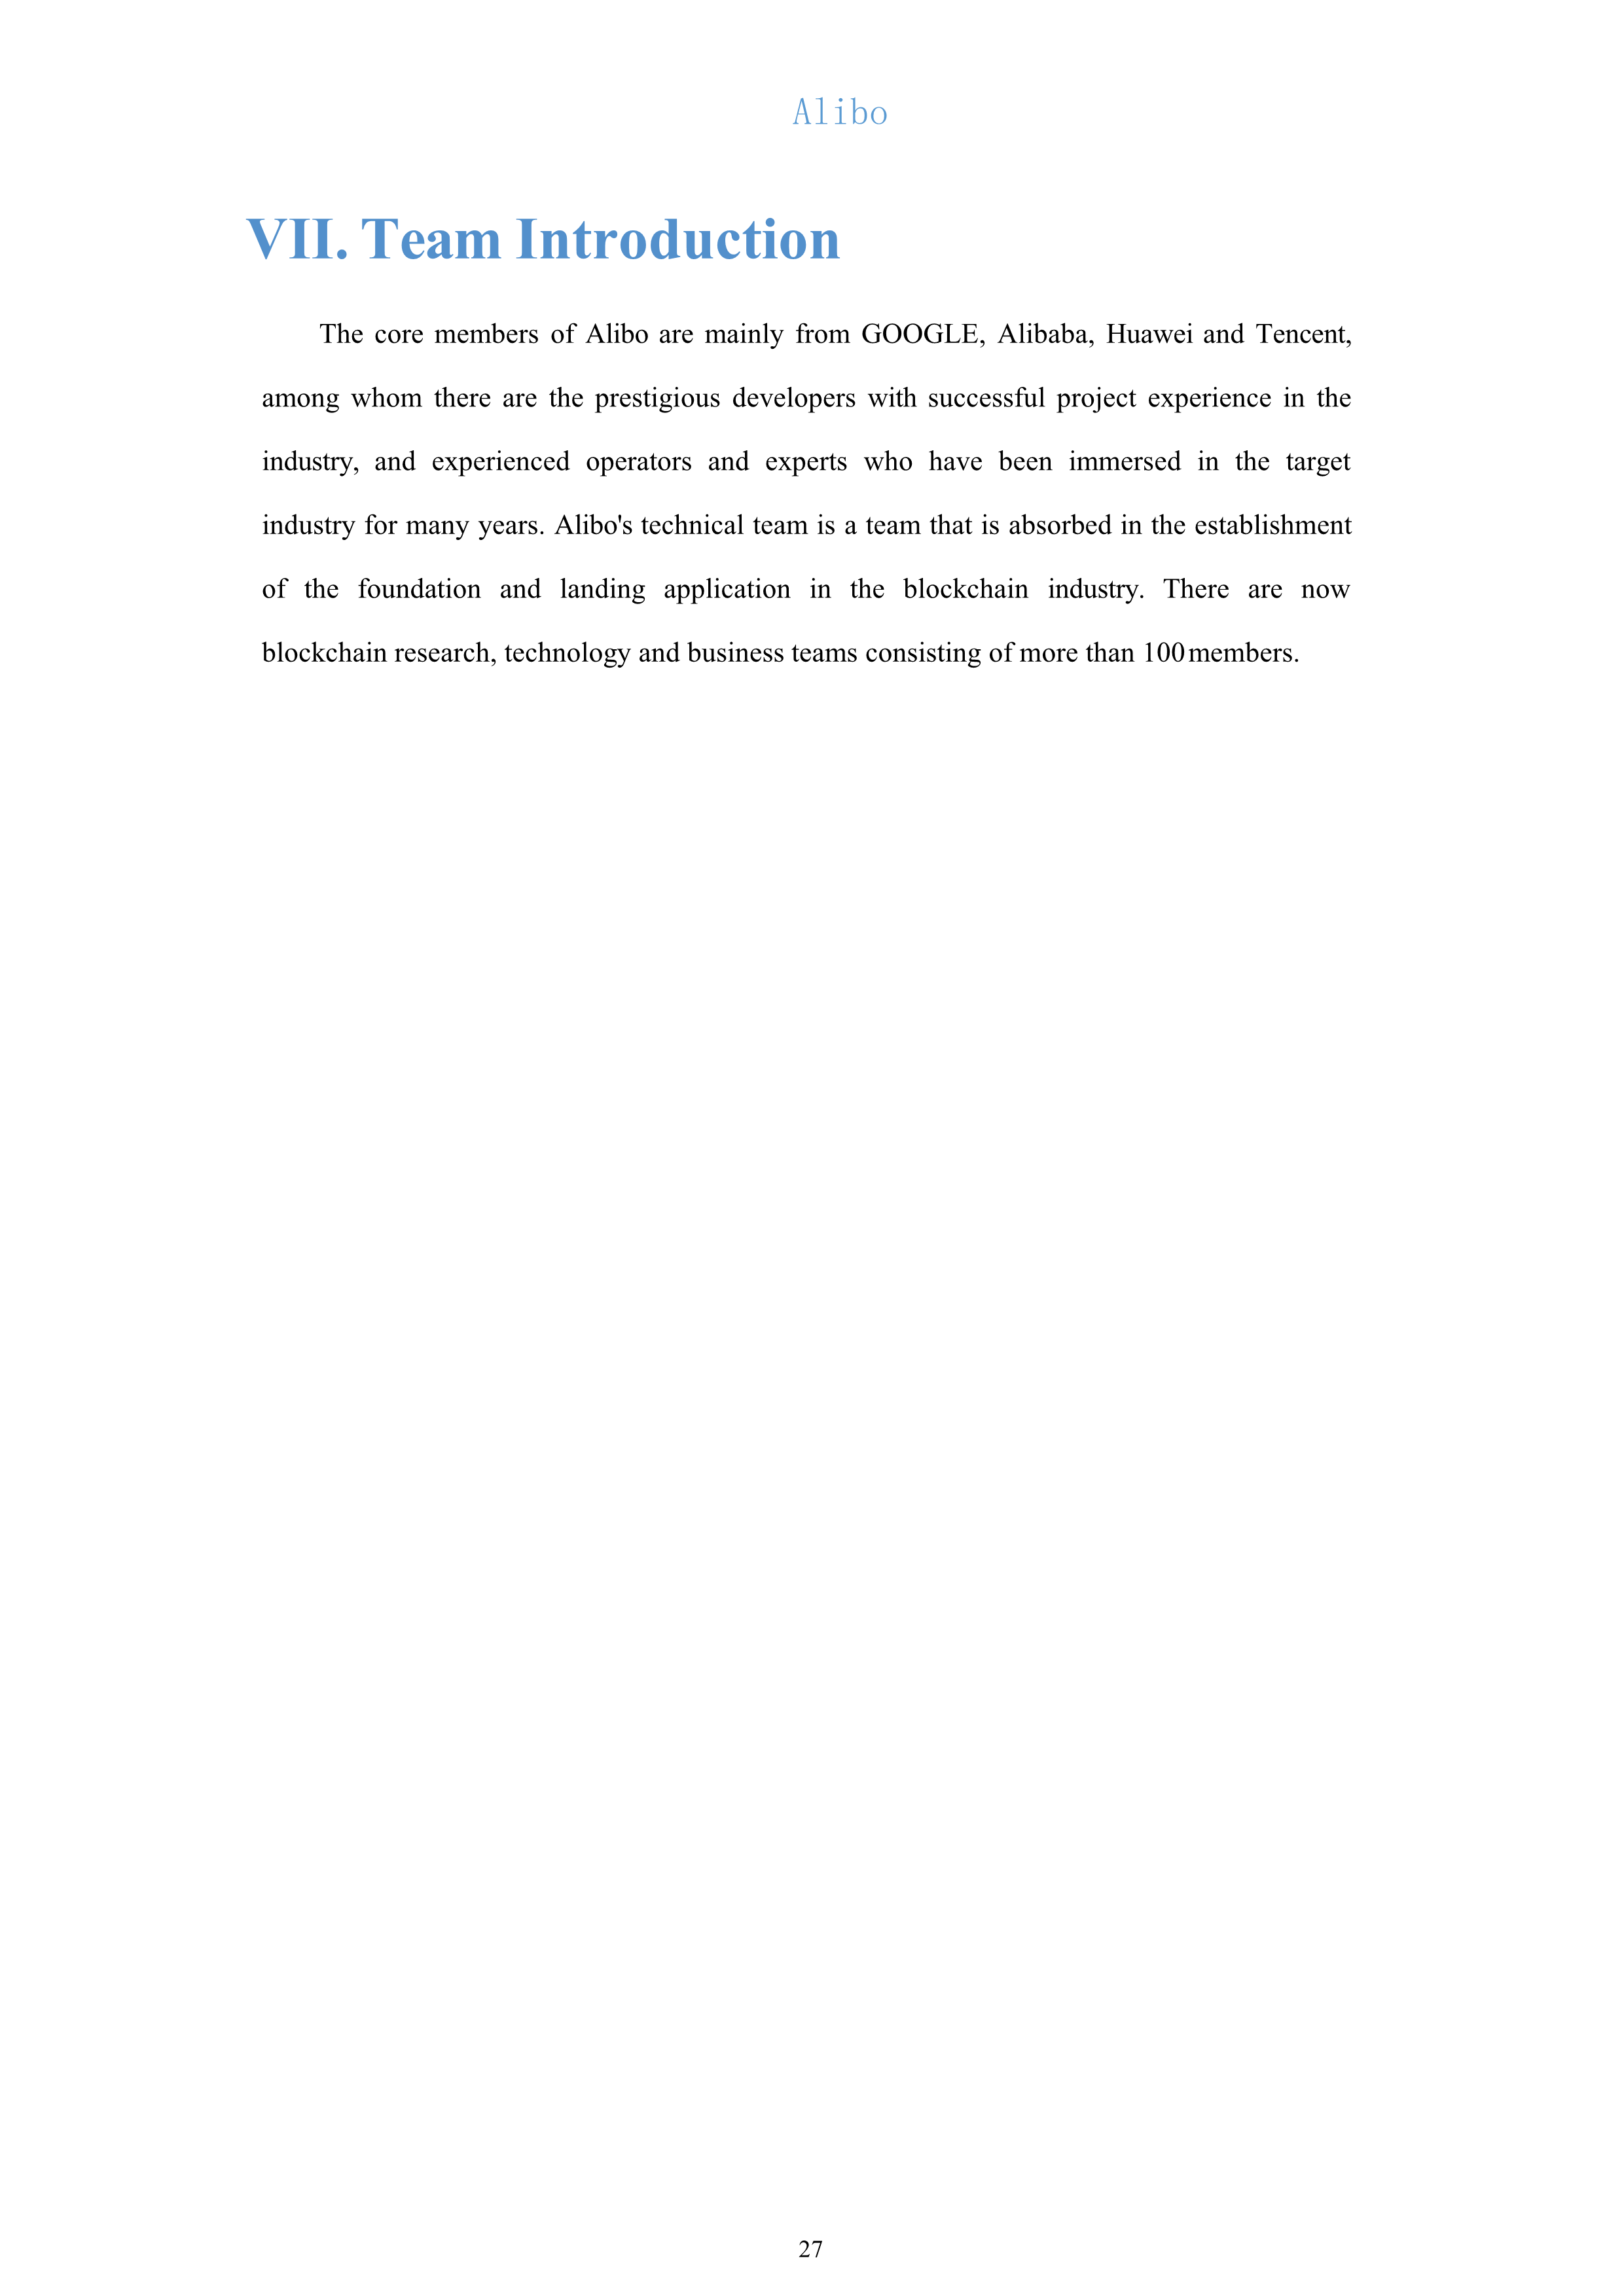 Alibo
VII. Team Introduction
The core members of Alibo are mainly from GOOGLE, Alibaba, Huawei and Tencent,
among whom there are the prestigious developers with successful project experience in the
industry, and experienced operators and experts who have been immersed in the target
industry for many years. Alibo's technical team is a team that is absorbed in the establishment
of the foundation and landing application in the blockchain industry. There are now
blockchain research, technology and business teams consisting of more than 100 members.
27